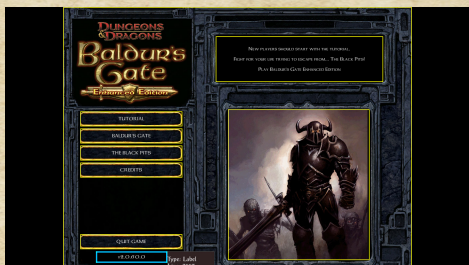 DUNGEONS
& DRAGONS
Baldur's
Gate
Enhanced Edition
NEW PLAYERS SHOULD START WITH THE TUTORIAL.
FIGHT FOR YOUR LIFE TRYING TO ESCAPE FROM... THE BLACK PITS!
PLAY BALDUR'S GATE ENHANCED EDITION
TUTORIAL
BALDUR'S GATE
THE BLACK PITS
CREDITS
QUIT GAME
Type: Label